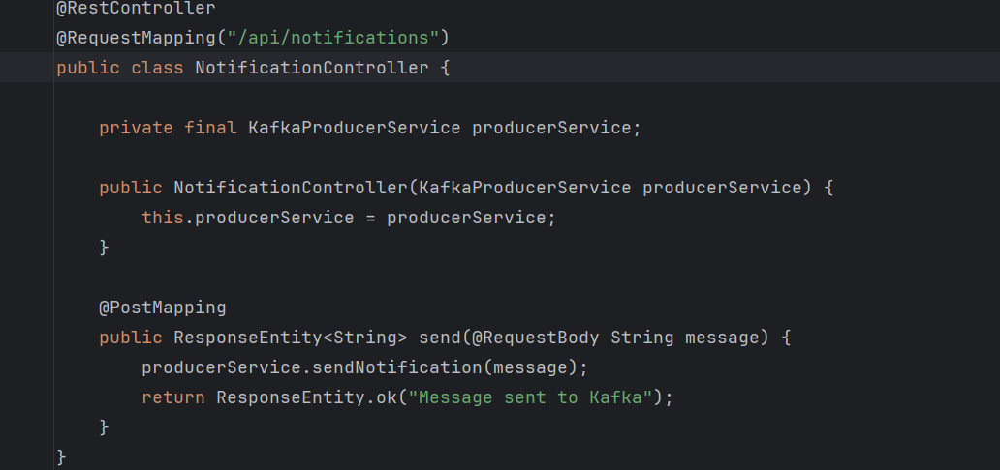 @RestController
@RequestMapping("/api/notifications")
public class NotificationController {
private final KafkaProducerService producerService;
public NotificationController(KafkaProducerService producerService) {
this.producerService = producerService;
}
@PostMapping
public ResponseEntity<String> send(@RequestBody String message) {
producerService.sendNotification(message);
return ResponseEntity.ok("Message sent to Kafka");
}
}